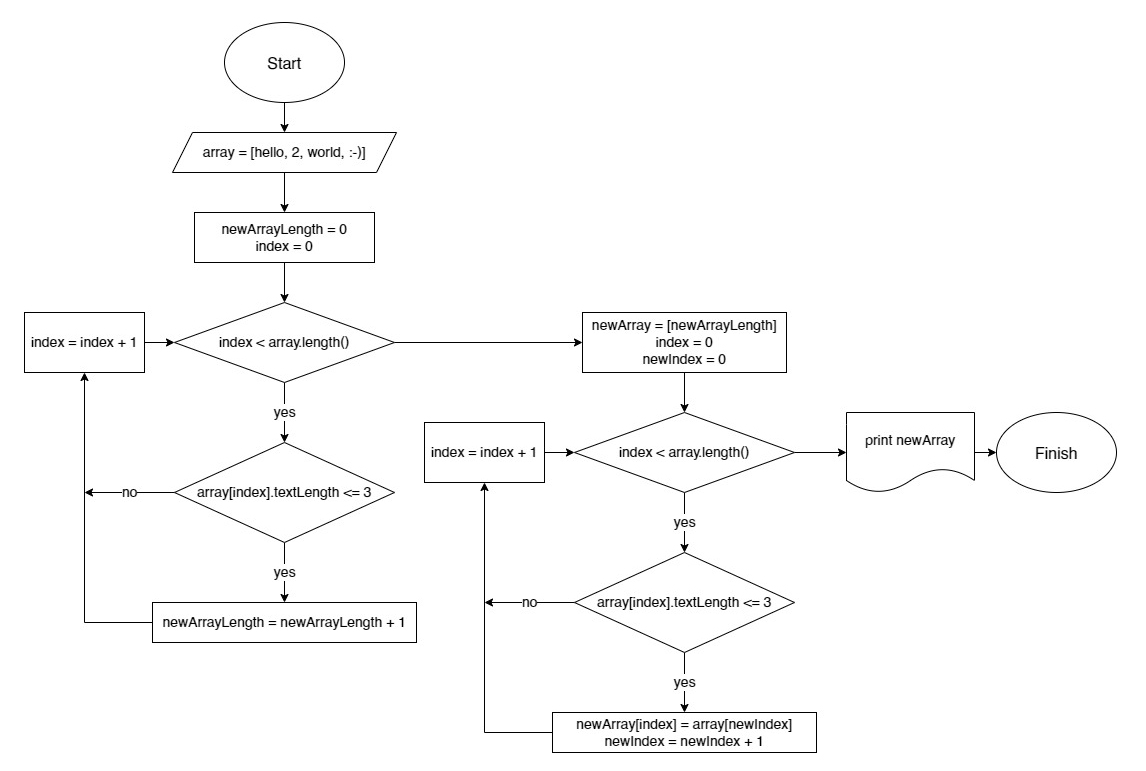 Start
array = [hello, 2, world, :-)]
newArrayLength = 0
index = 0
index = index + 1
index < array.length()
yes
array[index].textLength <= 3
no
yes
newArrayLength = newArrayLength + 1
newArray = [newArrayLength]
index = 0
newIndex = 0
index = index + 1
index < array.length()
yes
array[index].textLength <= 3
no
yes
newArray[index] = array[newIndex]
newIndex = newIndex + 1
print newArray
Finish